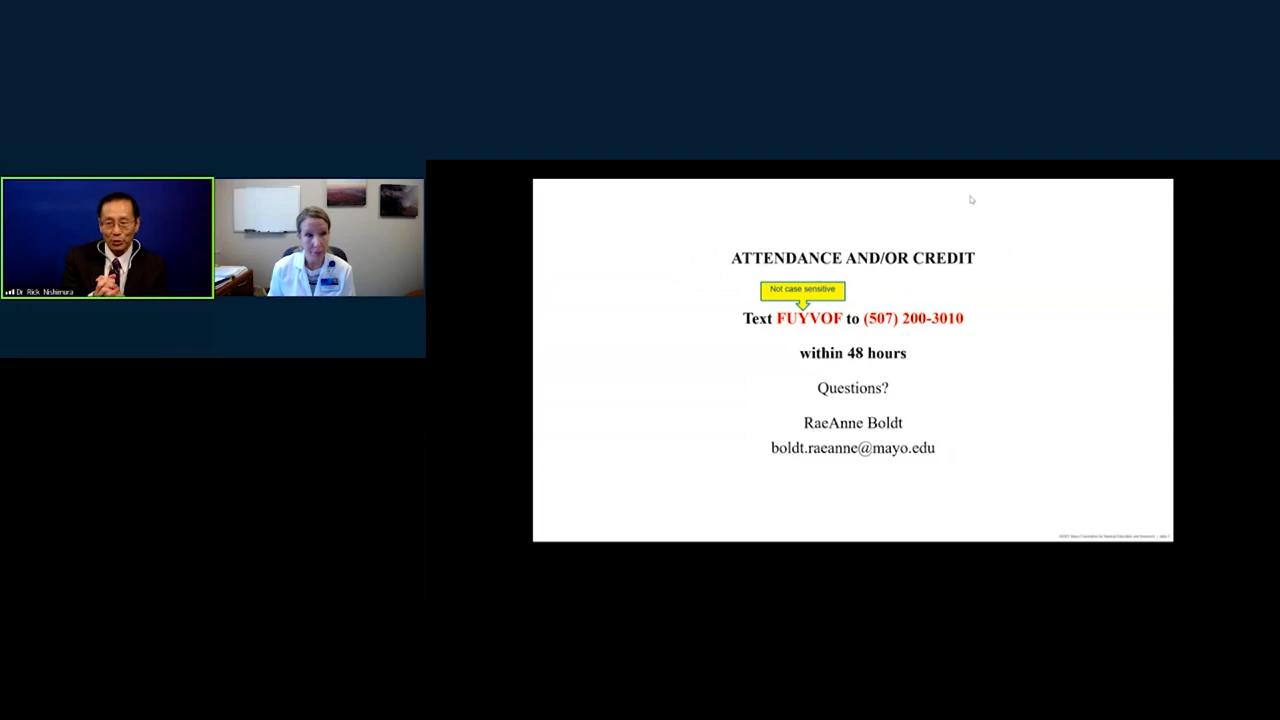 Dr Rick Nishimura
ATTENDANCE AND/OR CREDIT
Not case sensitive
Text FUYVOF to (507) 200-3010
within 48 hours
Questions?
RaeAnne Boldt
boldt.raeanne@mayo.edu